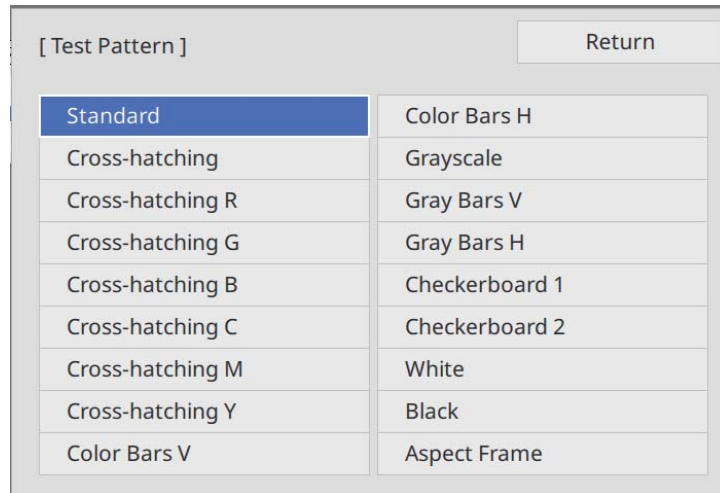 [ Test Pattern ]
Return
Standard
Cross-hatching
Cross-hatching R
Cross-hatching G
Cross-hatching B
Cross-hatching C
Cross-hatching M
Cross-hatching Y
Color Bars V
Color Bars H
Grayscale
Gray Bars V
Gray Bars H
Checkerboard 1
Checkerboard 2
White
Black
Aspect Frame